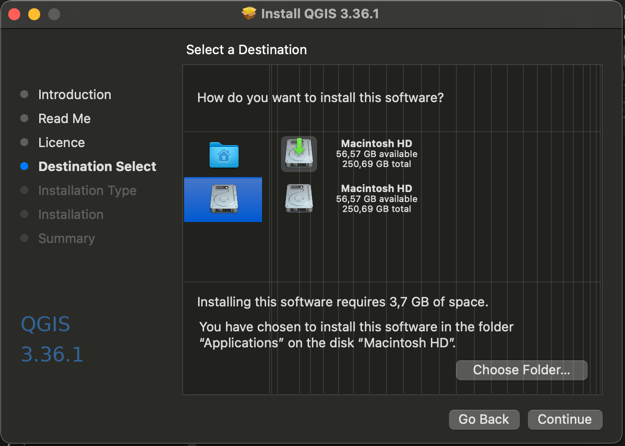 Install QGIS 3.36.1
Select a Destination
Introduction
Read Me
Licence
Destination Select
Installation Type
Installation
Summary
QGIS
3.36.1
How do you want to install this software?
Macintosh HD
56,57 GB available
250,69 GB total
Macintosh HD
56,57 GB available
250,69 GB total
Installing this software requires 3,7 GB of space.
You have chosen to install this software in the folder
“Applications” on the disk “Macintosh HD”.
Choose Folder...
Go Back
Continue